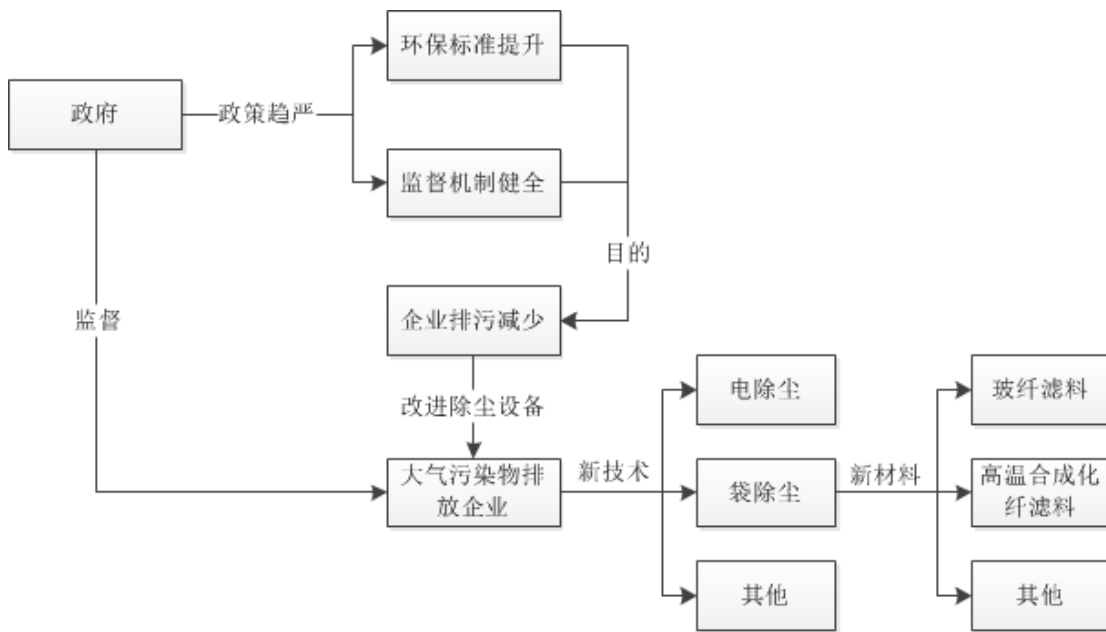 环保标准提升
政府
政策趋严
监督机制健全
目的
监督
企业排污减少
改进除尘设备
电除尘
玻纤滤料
大气污染物排
放企业
新技术
袋除尘
新材料
高温合成化
纤滤料
其他
其他